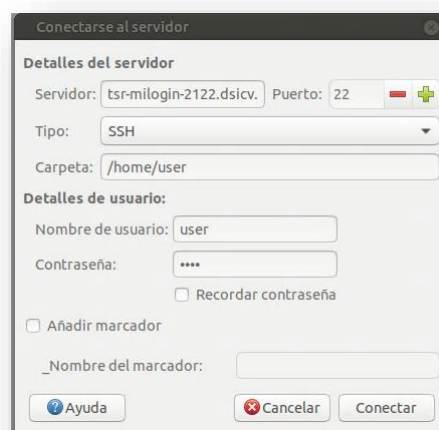 Conectarse al servidor
Detalles del servidor
Servidor: tsr-milogin-2122.dsicv. Puerto: 22
Tipo: SSH
Carpeta: /home/user
Detalles de usuario:
Nombre de usuario: user
Contraseña: ••••
Recordar contraseña
Añadir marcador
_Nombre del marcador:
Ayuda Cancelar Conectar